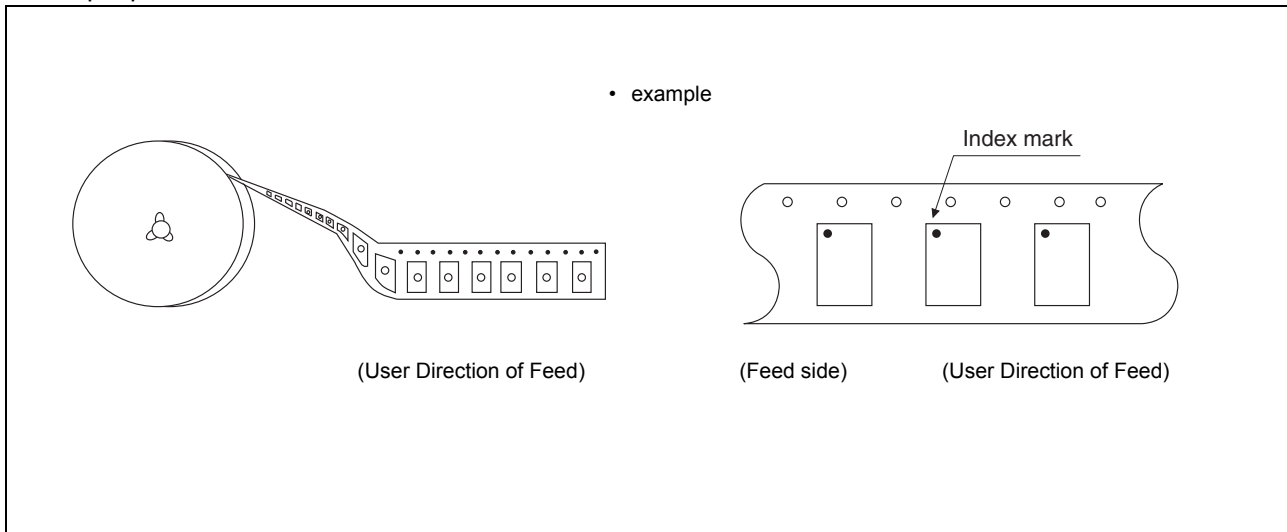 • example
Index mark
(User Direction of Feed)
(Feed side)
(User Direction of Feed)